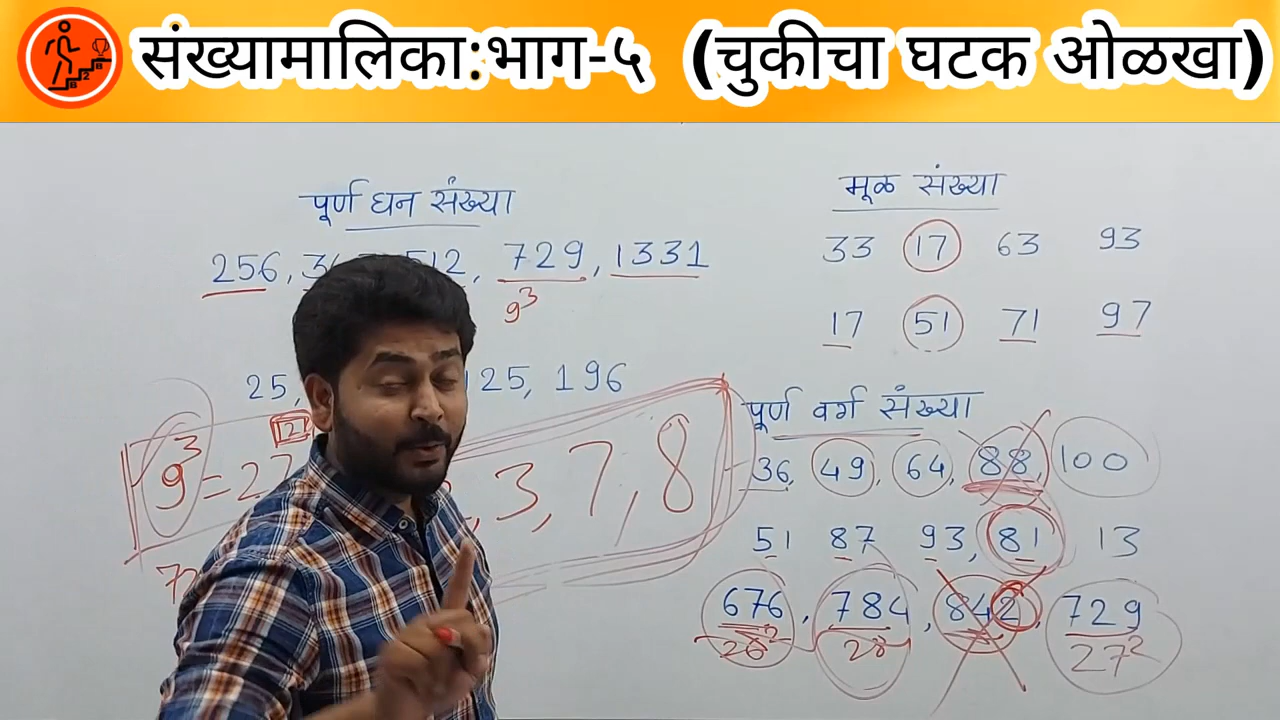 संख्यामालिका:भाग-५ (चुकीचा घटक ओळखा)
पूर्ण घन संख्या
256, 512, 729, 1331
9³
25, 125, 196
9³ = 27
3, 7, 8
मूळ संख्या
33 17 63 93
17 51 71 97
पूर्ण वर्ग संख्या
36, 49, 64, 88, 100
51 87 93, 81 13
676, 784, 842, 729
26² 28 27²